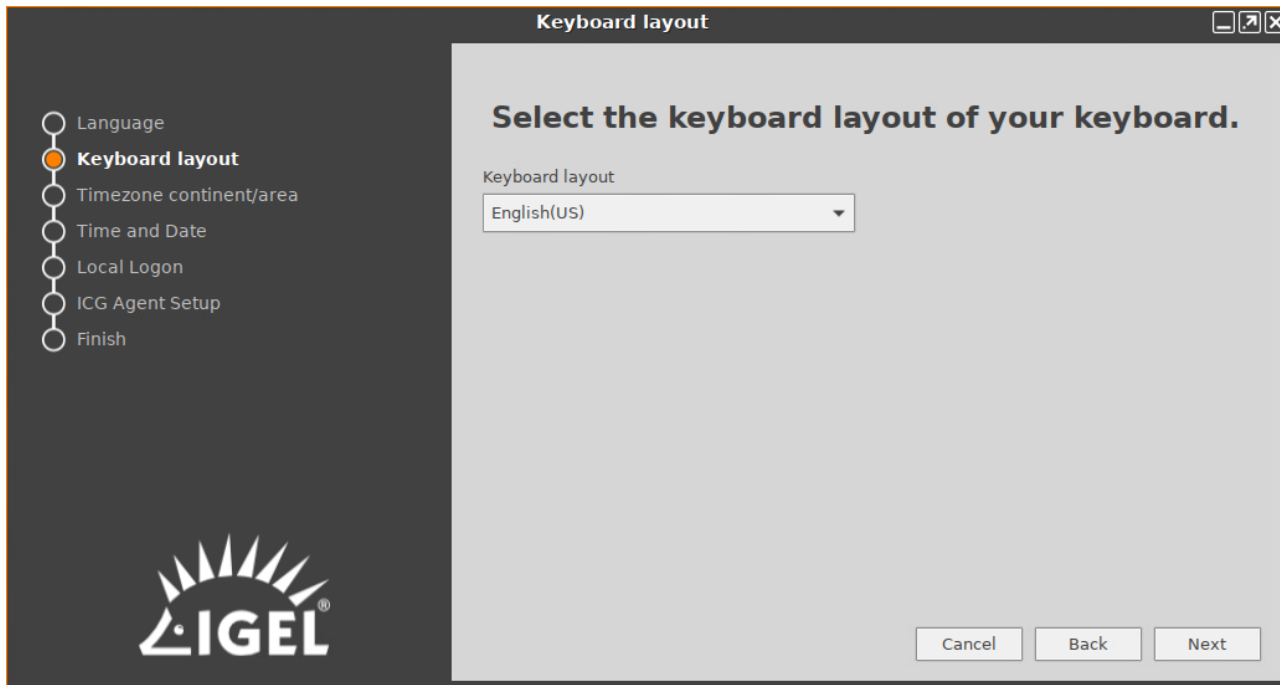 Keyboard layout
Language
Keyboard layout
Timezone continent/area
Time and Date
Local Logon
ICG Agent Setup
Finish
IGEL®
Select the keyboard layout of your keyboard.
Keyboard layout
English(US)
Cancel Back Next